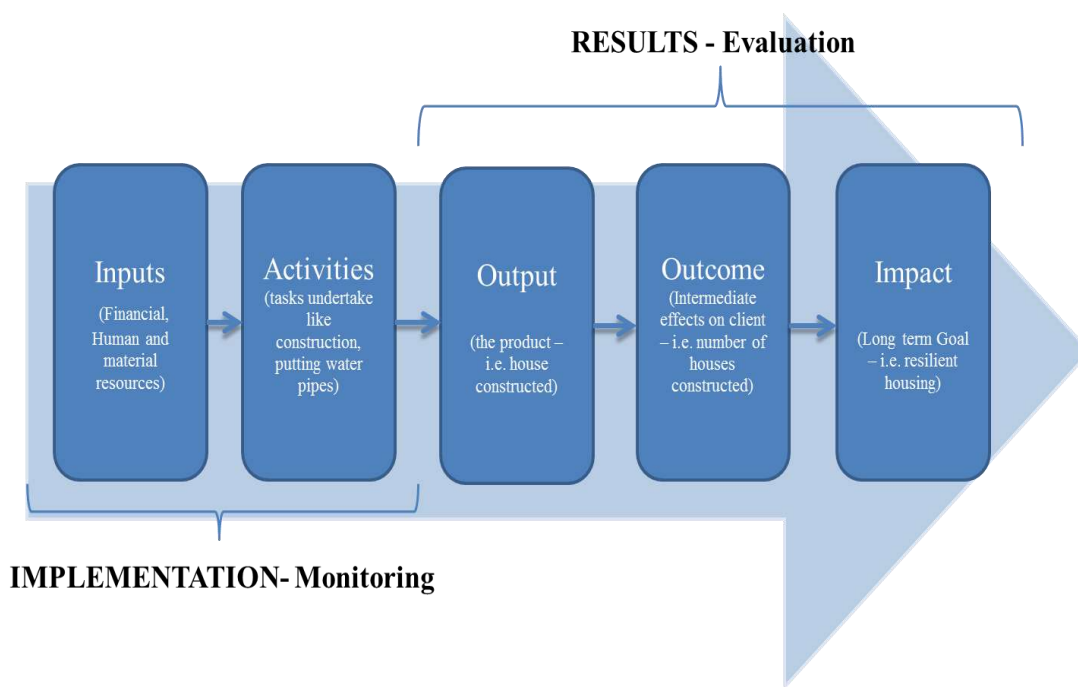 RESULTS - Evaluation
Inputs
(Financial,
Human and
material
resources)
Activities
(tasks undertake
like
construction,
putting water
pipes)
Output
(the product –
i.e. house
constructed)
Outcome
(Intermediate
effects on client
– i.e. number of
houses
constructed)
Impact
(Long term Goal
– i.e. resilient
housing)
IMPLEMENTATION- Monitoring